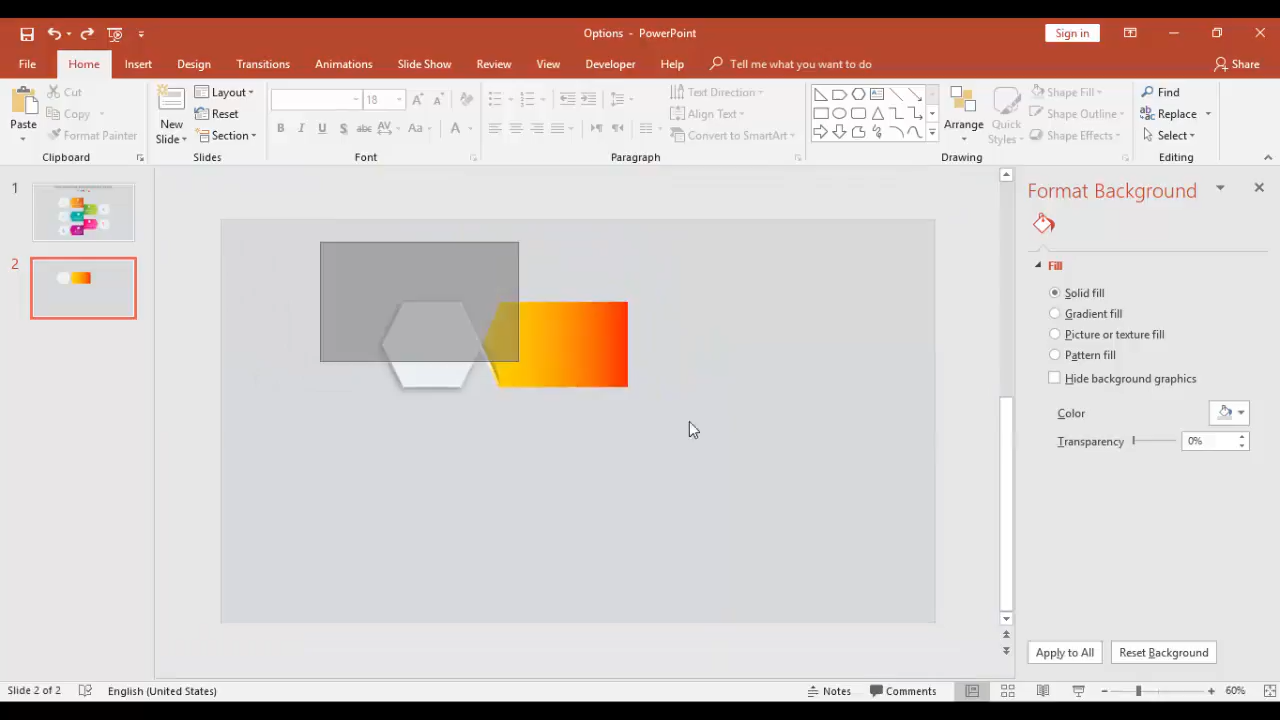 Options - PowerPoint
Sign in
File Home Insert Design Transitions Animations Slide Show Review View Developer Help Tell me what you want to do Share
Paste
Cut
Copy
Format Painter
Clipboard
New Slide
Layout
Reset
Section
Slides
18
Aa
A
B I U S abc AV
Font
Text Direction
Align Text
Convert to SmartArt
Paragraph
Arrange
Quick Styles
Shape Fill
Shape Outline
Shape Effects
Drawing
Find
Replace
Select
Editing
1
2
Format Background
Fill
Solid fill
Gradient fill
Picture or texture fill
Pattern fill
Hide background graphics
Color
Transparency 0%
Apply to All Reset Background
Slide 2 of 2 English (United States) Notes Comments 60%